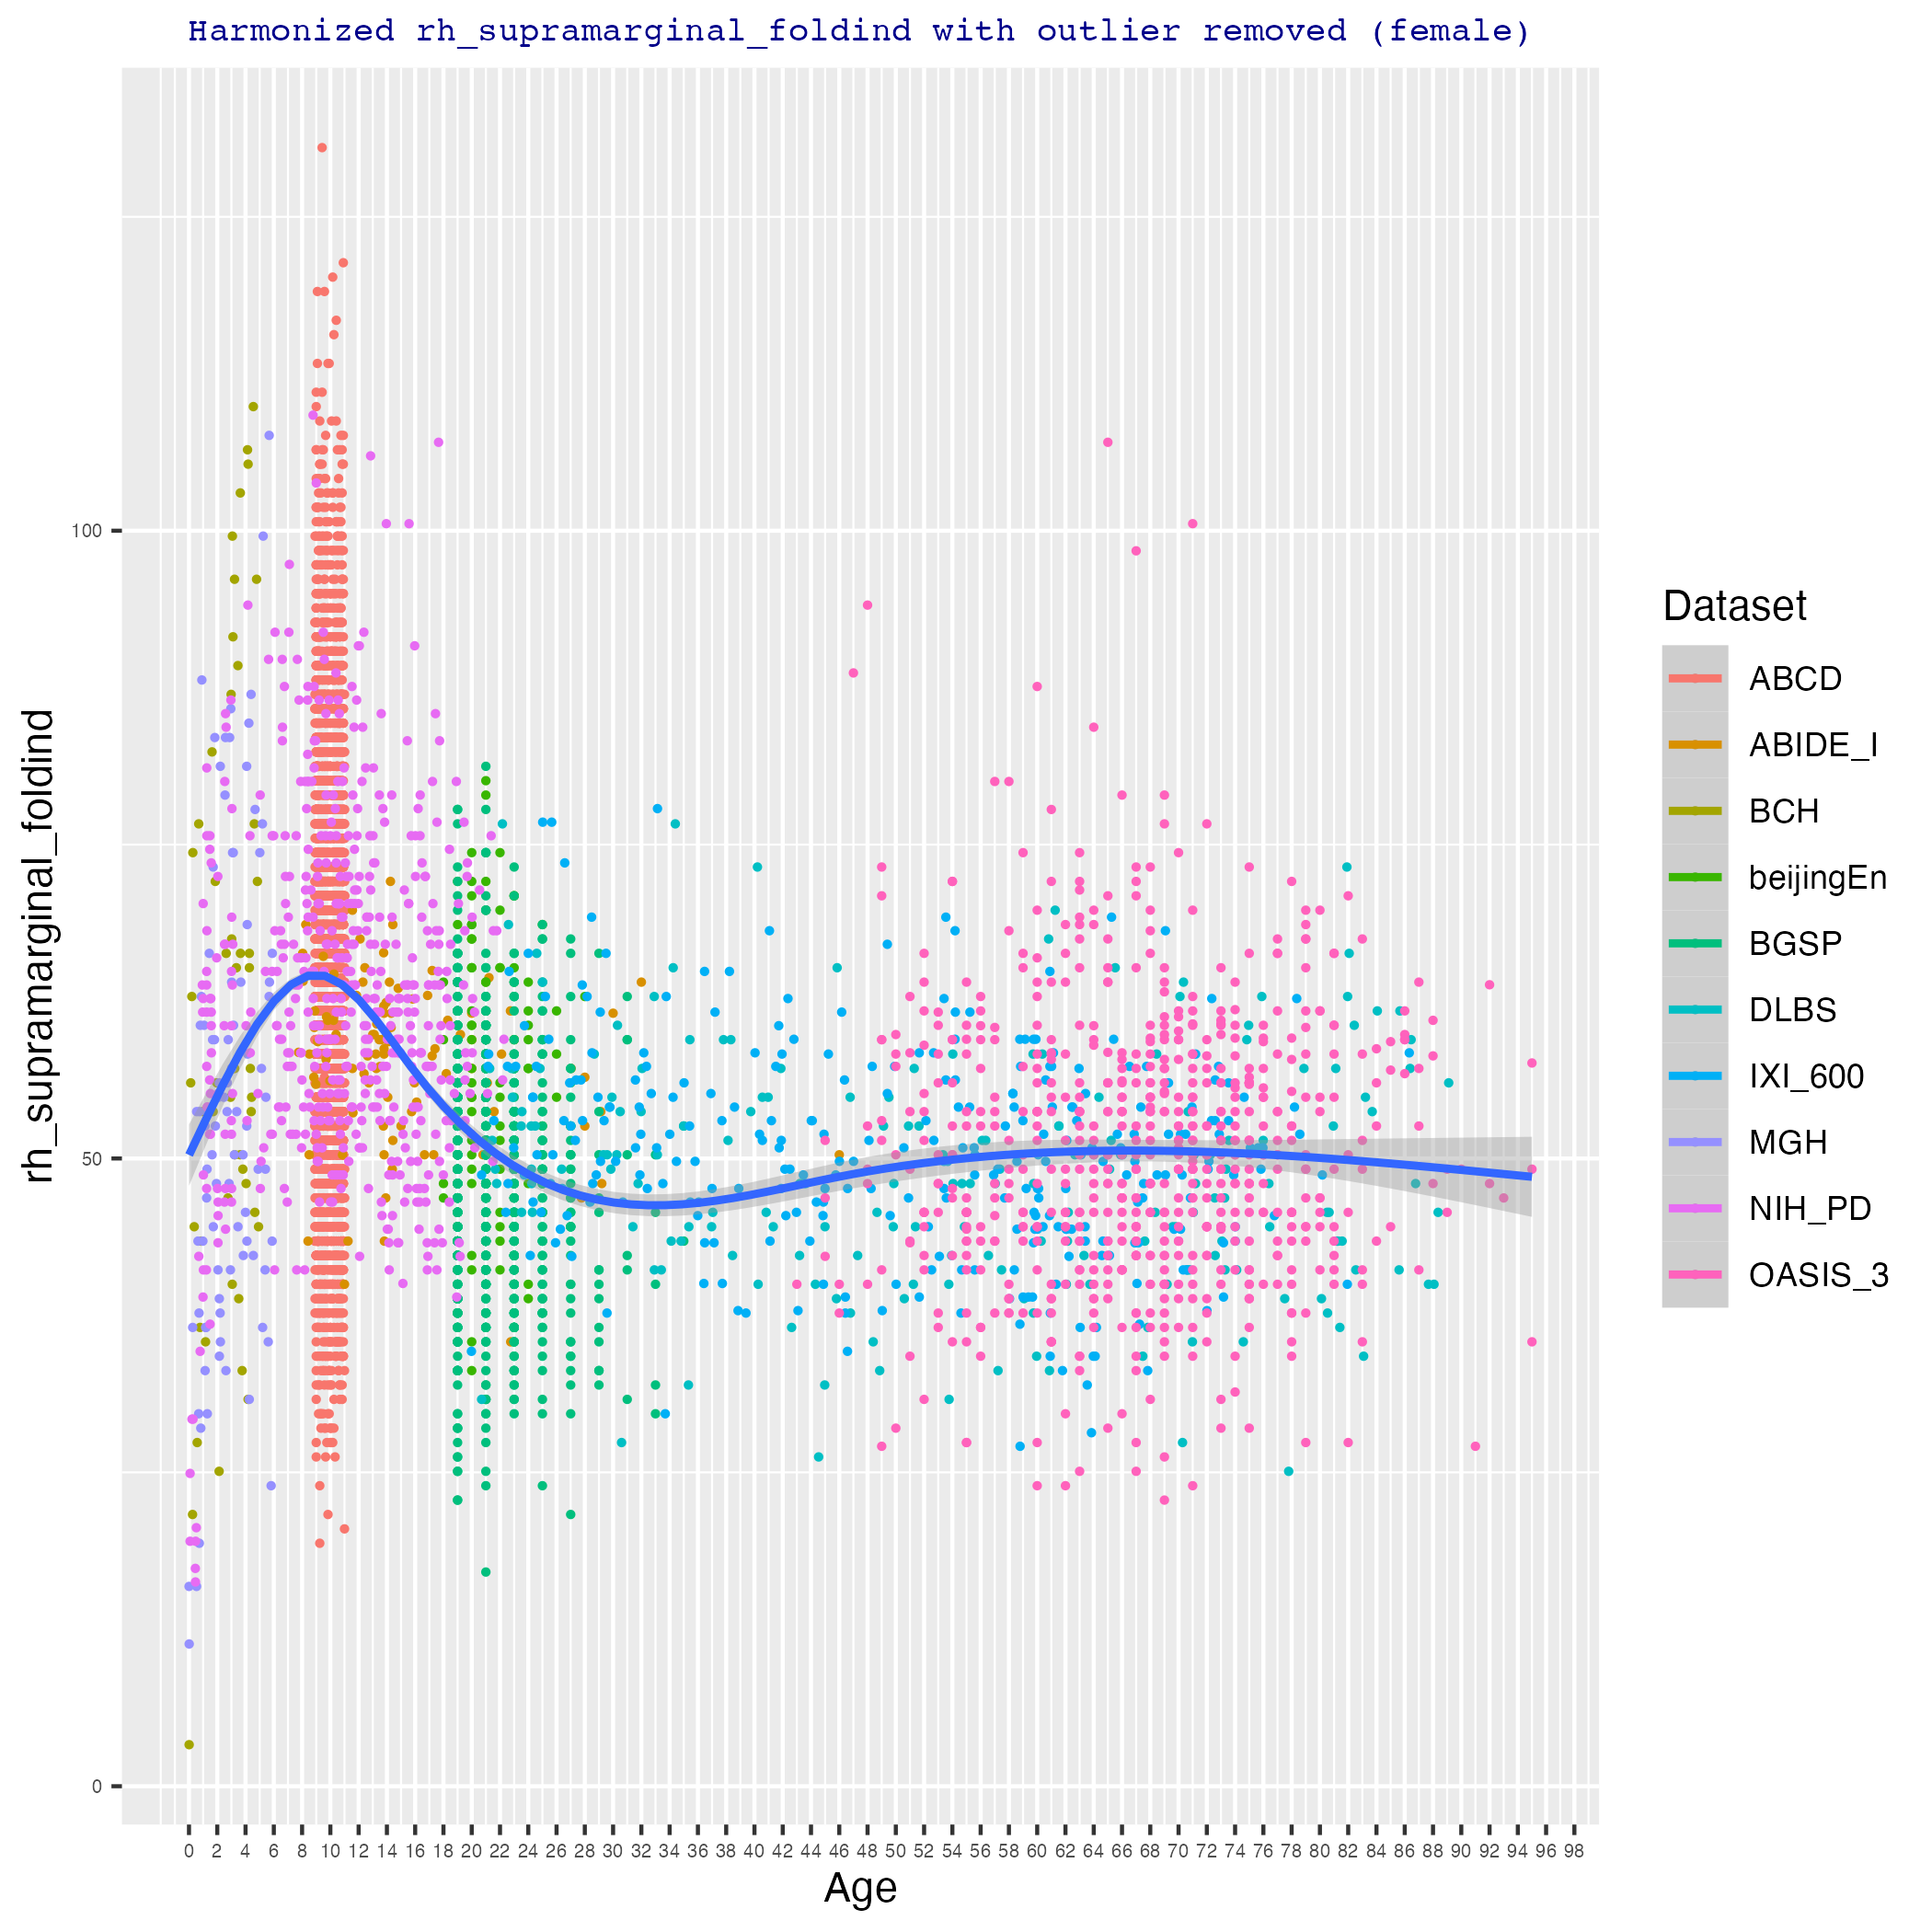 Harmonized rh_supramarginal_foldind with outlier removed (female)
rh_supramarginal_foldind
100
50
0
0 2 4 6 8 10 12 14 16 18 20 22 24 26 28 30 32 34 36 38 40 42 44 46 48 50 52 54 56 58 60 62 64 66 68 70 72 74 76 78 80 82 84 86 88 90 92 94 96 98
Age
Dataset
ABCD
ABIDE_I
BCH
beijingEn
BGSP
DLBS
IXI_600
MGH
NIH_PD
OASIS_3